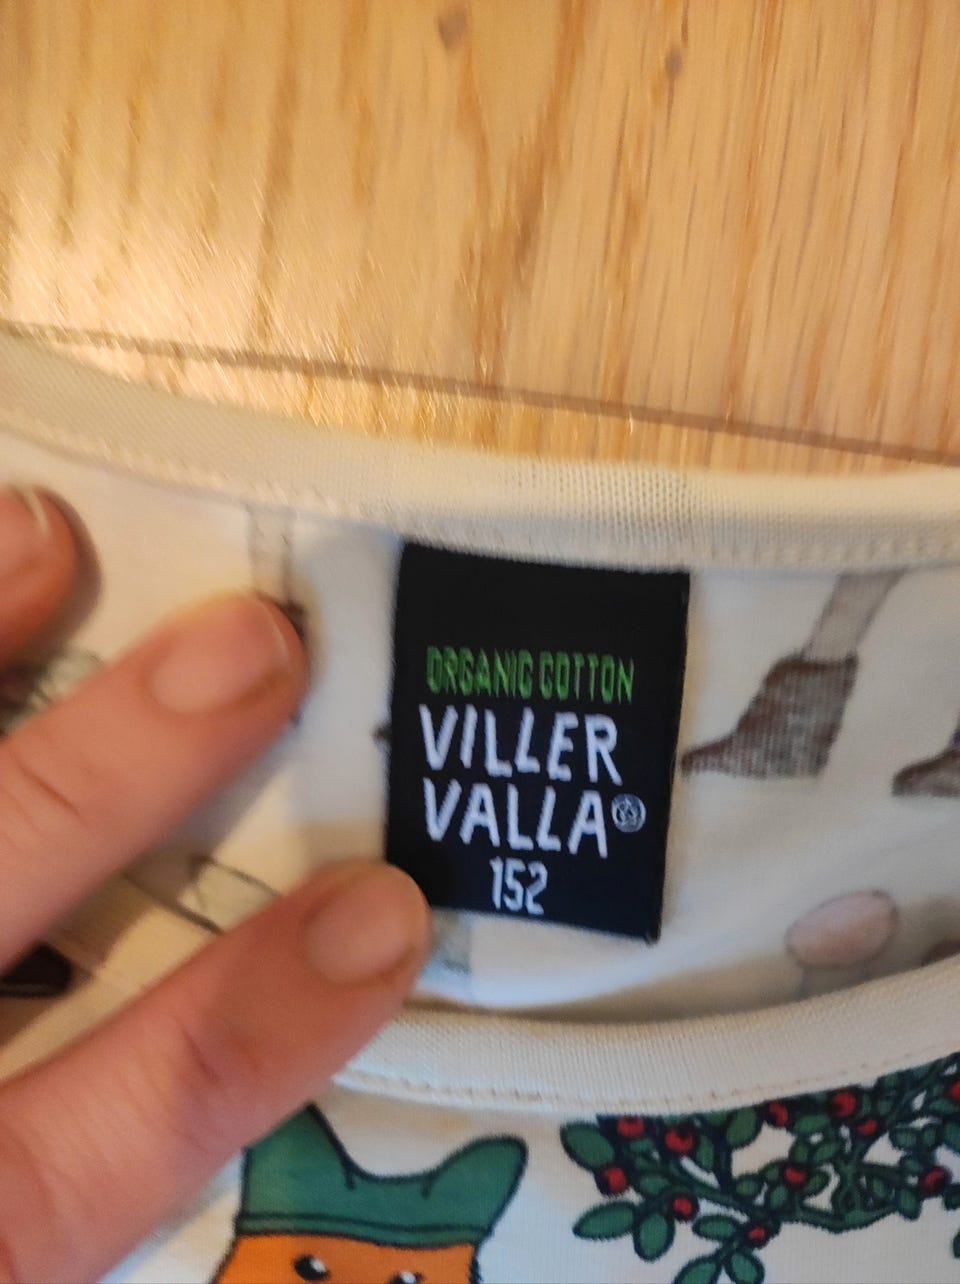 ORGANIC COTTON
VILLER
VALLA®
152